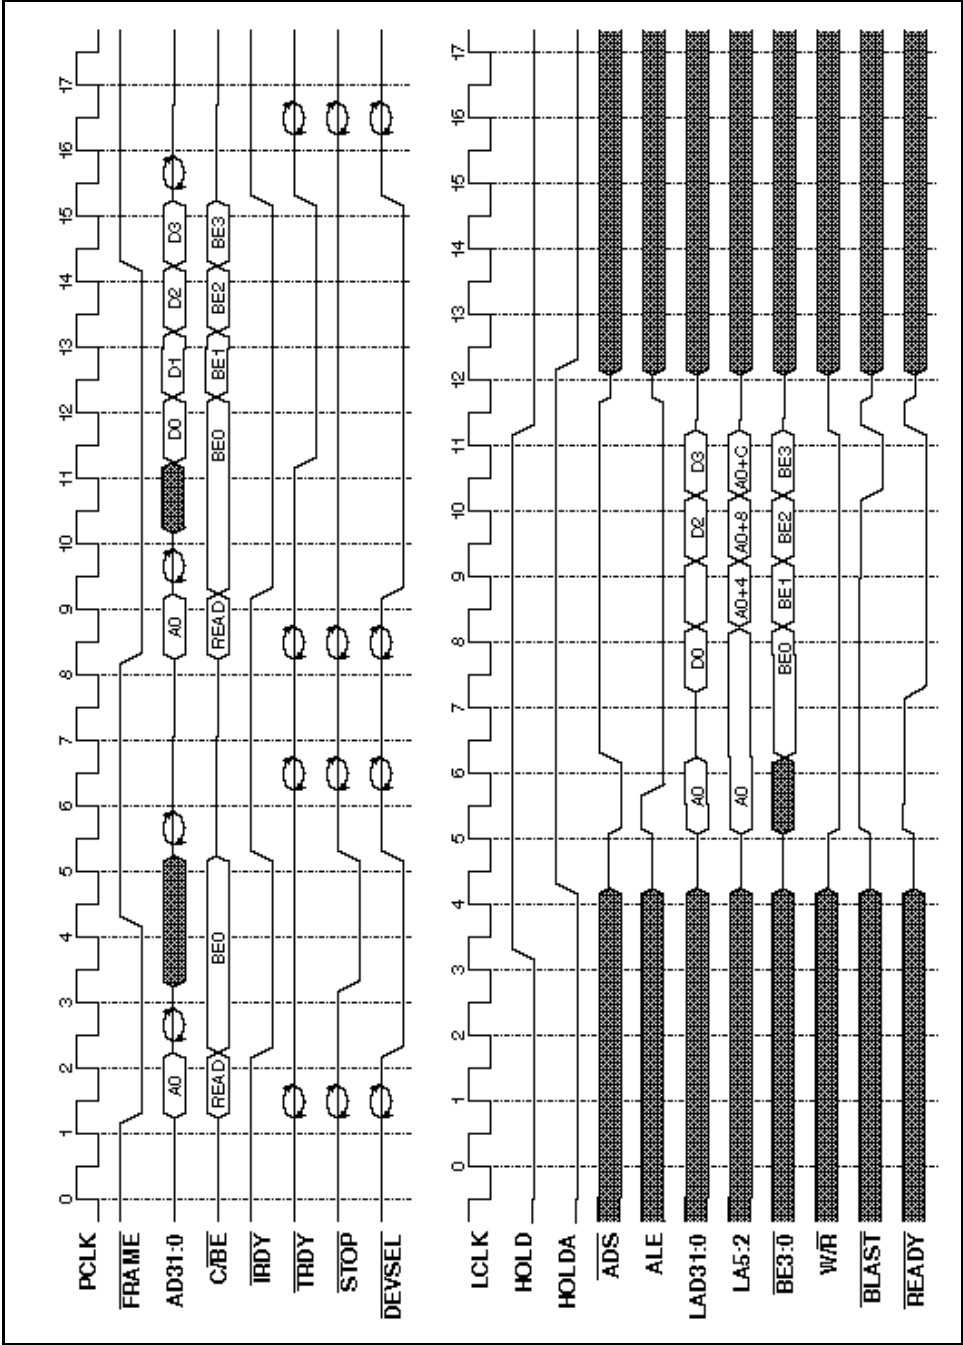 PCLK 0 1 2 3 4 5 6 7 8 9 10 11 12 13 14 15 16 17
FRAME
AD31:0 A0 A0 D0 D1 D2 D3
C/BE READ BE0 READ BE0 BE1 BE2 BE3
IRDY
TRDY
STOP
DEVSEL
LCLK 0 1 2 3 4 5 6 7 8 9 10 11 12 13 14 15 16 17
HOLD
HOLDA
ADS
ALE
LAD31:0 A0 D0 D2 D3
LA5:2 A0 A0+4 A0+8 A0+C
BE3:0 BE0 BE1 BE2 BE3
W/R
BLAST
READY